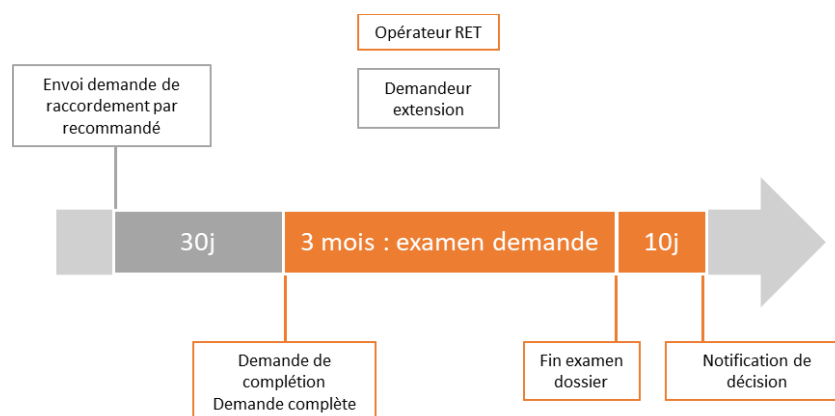 Opérateur RET
Envoi demande de
raccordement par
recommandé
Demandeur
extension
30j
3 mois : examen demande
10j
Demande de
complétion
Demande complète
Fin examen
dossier
Notification de
décision